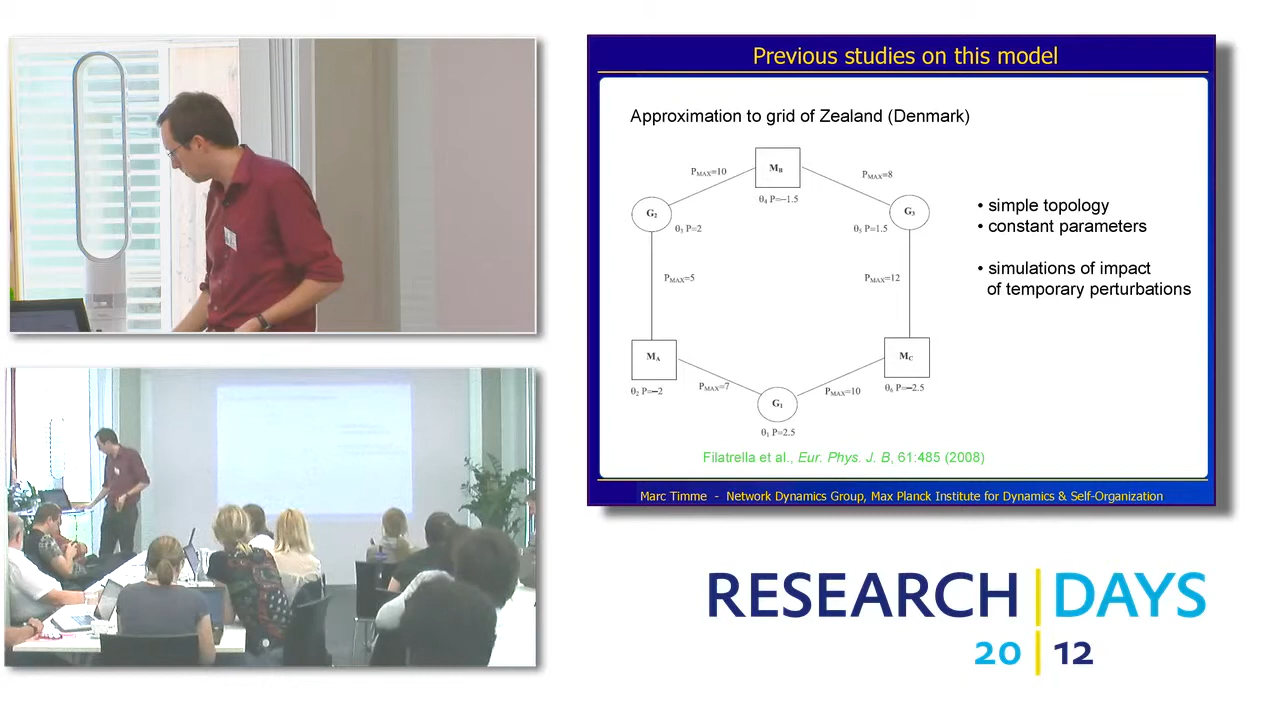 Previous studies on this model
Approximation to grid of Zealand (Denmark)
P_MAX=10
M_B
P_MAX=8
θ₄ P=−1.5
G₂
G₃
θ₃ P=2
θ₅ P=1.5
• simple topology
• constant parameters
• simulations of impact
of temporary perturbations
P_MAX=5
P_MAX=12
M_A
M_C
θ₂ P=−2
P_MAX=7
G₁
P_MAX=10
θ₆ P=−2.5
θ₁ P=2.5
Filatrella et al., Eur. Phys. J. B, 61:485 (2008)
Marc Timme - Network Dynamics Group, Max Planck Institute for Dynamics & Self-Organization
RESEARCH DAYS
20 12